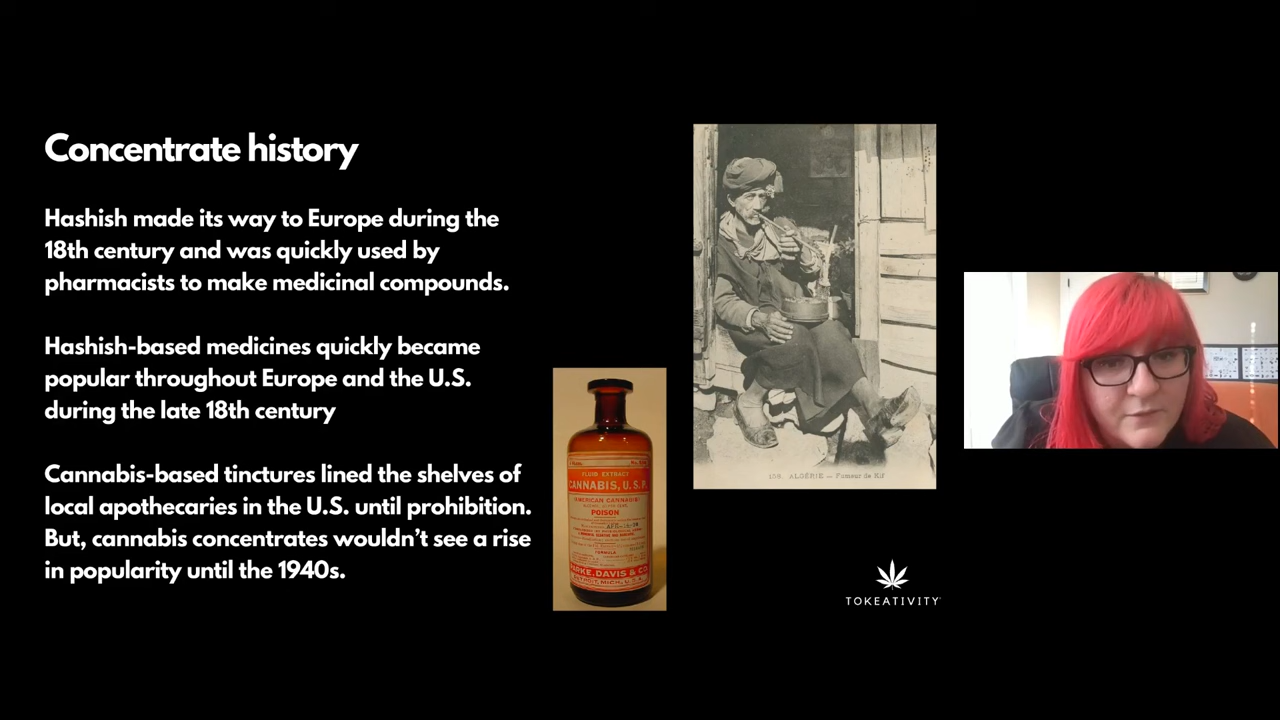 Concentrate history
Hashish made its way to Europe during the
18th century and was quickly used by
pharmacists to make medicinal compounds.
Hashish-based medicines quickly became
popular throughout Europe and the U.S.
during the late 18th century
Cannabis-based tinctures lined the shelves of
local apothecaries in the U.S. until prohibition.
But, cannabis concentrates wouldn't see a rise
in popularity until the 1940s.
FLUID EXTRACT
CANNABIS, U.S.P.
POISON
FORMULA
PARKE, DAVIS & CO.
DETROIT, MICH., U.S.A.
ALGÉRIE — Fumeur de Kif
TOKEATIVITY